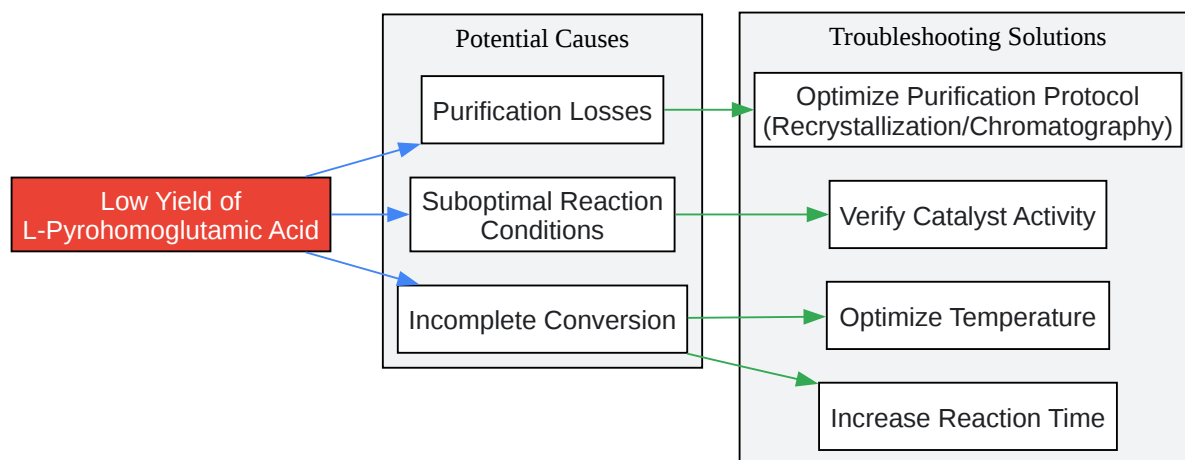 Potential Causes
Troubleshooting Solutions
Purification Losses
Optimize Purification Protocol
(Recrystallization/Chromatography)
Low Yield of
L-Pyrohomoglutamic Acid
Suboptimal Reaction
Conditions
Verify Catalyst Activity
Incomplete Conversion
Optimize Temperature
Increase Reaction Time